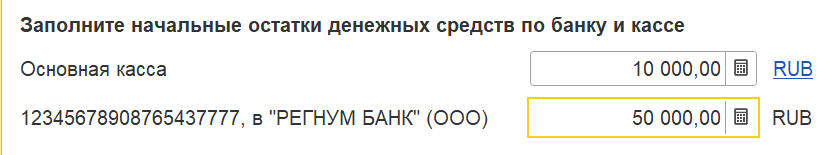 Заполните начальные остатки денежных средств по банку и кассе
Основная касса 10 000,00 RUB
12345678908765437777, в "РЕГНУМ БАНК" (ООО) 50 000,00 RUB